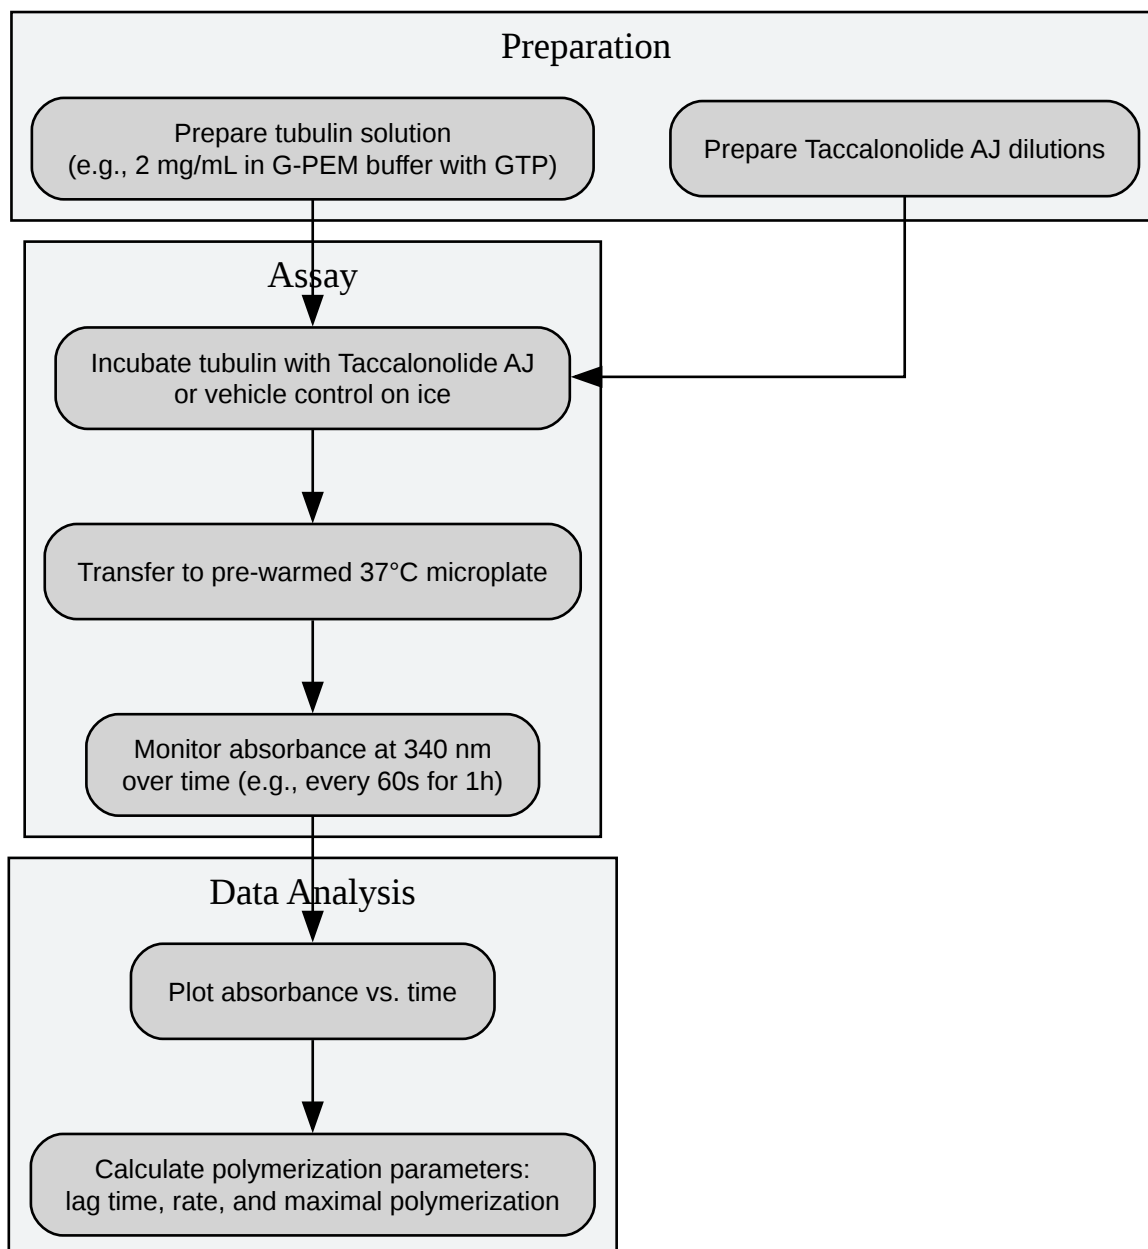 Preparation
Prepare tubulin solution
(e.g., 2 mg/mL in G-PEM buffer with GTP)
Prepare Taccalonolide AJ dilutions
Assay
Incubate tubulin with Taccalonolide AJ
or vehicle control on ice
Transfer to pre-warmed 37°C microplate
Monitor absorbance at 340 nm
over time (e.g., every 60s for 1h)
Data Analysis
Plot absorbance vs. time
Calculate polymerization parameters:
lag time, rate, and maximal polymerization